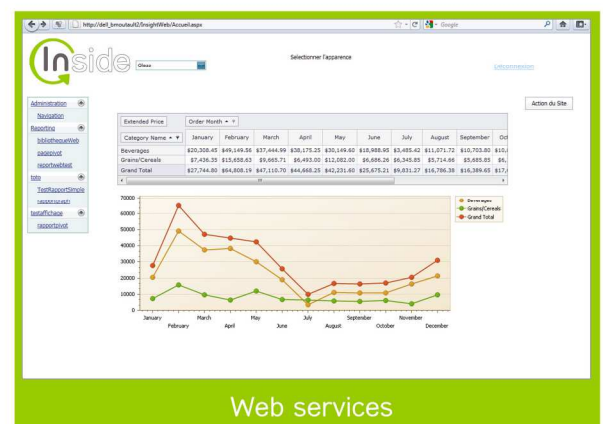 http://dell_bmoutault2/InsightWeb/Accueil.aspx
Google
Inside
Glass
Selectionner l'apparence
Déconnexion
Action du Site
Administration
Navigation
Reporting
bibliothequeWeb
pagepivot
reportwebtest
toto
TestRapportSimple
rapportgraph
testaffichage
rapportpivot
Extended Price Order Month
Category Name January February March April May June July August September Oct
Beverages $20,308.45 $49,149.56 $37,444.99 $38,175.25 $30,149.60 $18,988.95 $3,485.42 $11,071.72 $10,703.80
Grains/Cereals $7,436.35 $15,658.63 $9,665.71 $6,493.00 $12,082.00 $6,686.26 $6,345.85 $5,714.66 $5,685.85 $6,
Grand Total $27,744.80 $64,808.19 $47,110.70 $44,668.25 $42,231.60 $25,675.21 $9,831.27 $16,786.38 $16,389.65
70000
60000
50000
40000
30000
20000
10000
0
January February March April May June July August September October November December
Beverages
Grains/Cereals
Grand Total
Web services